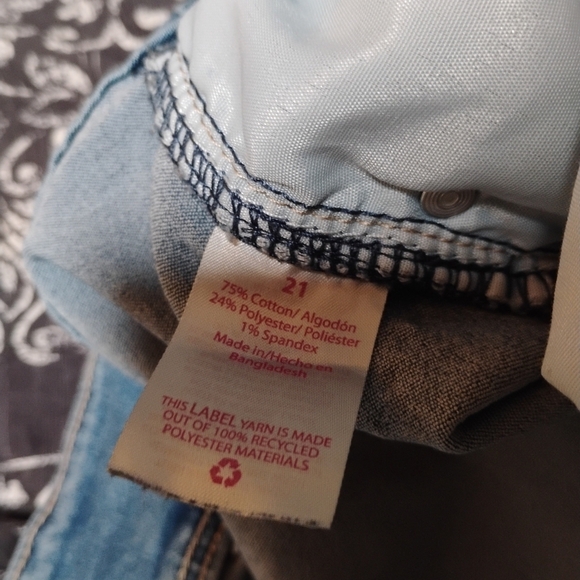 21
75% Cotton/ Algodón
24% Polyester/ Poliéster
1% Spandex
Made in/Hecho en
Bangladesh
THIS LABEL YARN IS MADE
OUT OF 100% RECYCLED
POLYESTER MATERIALS